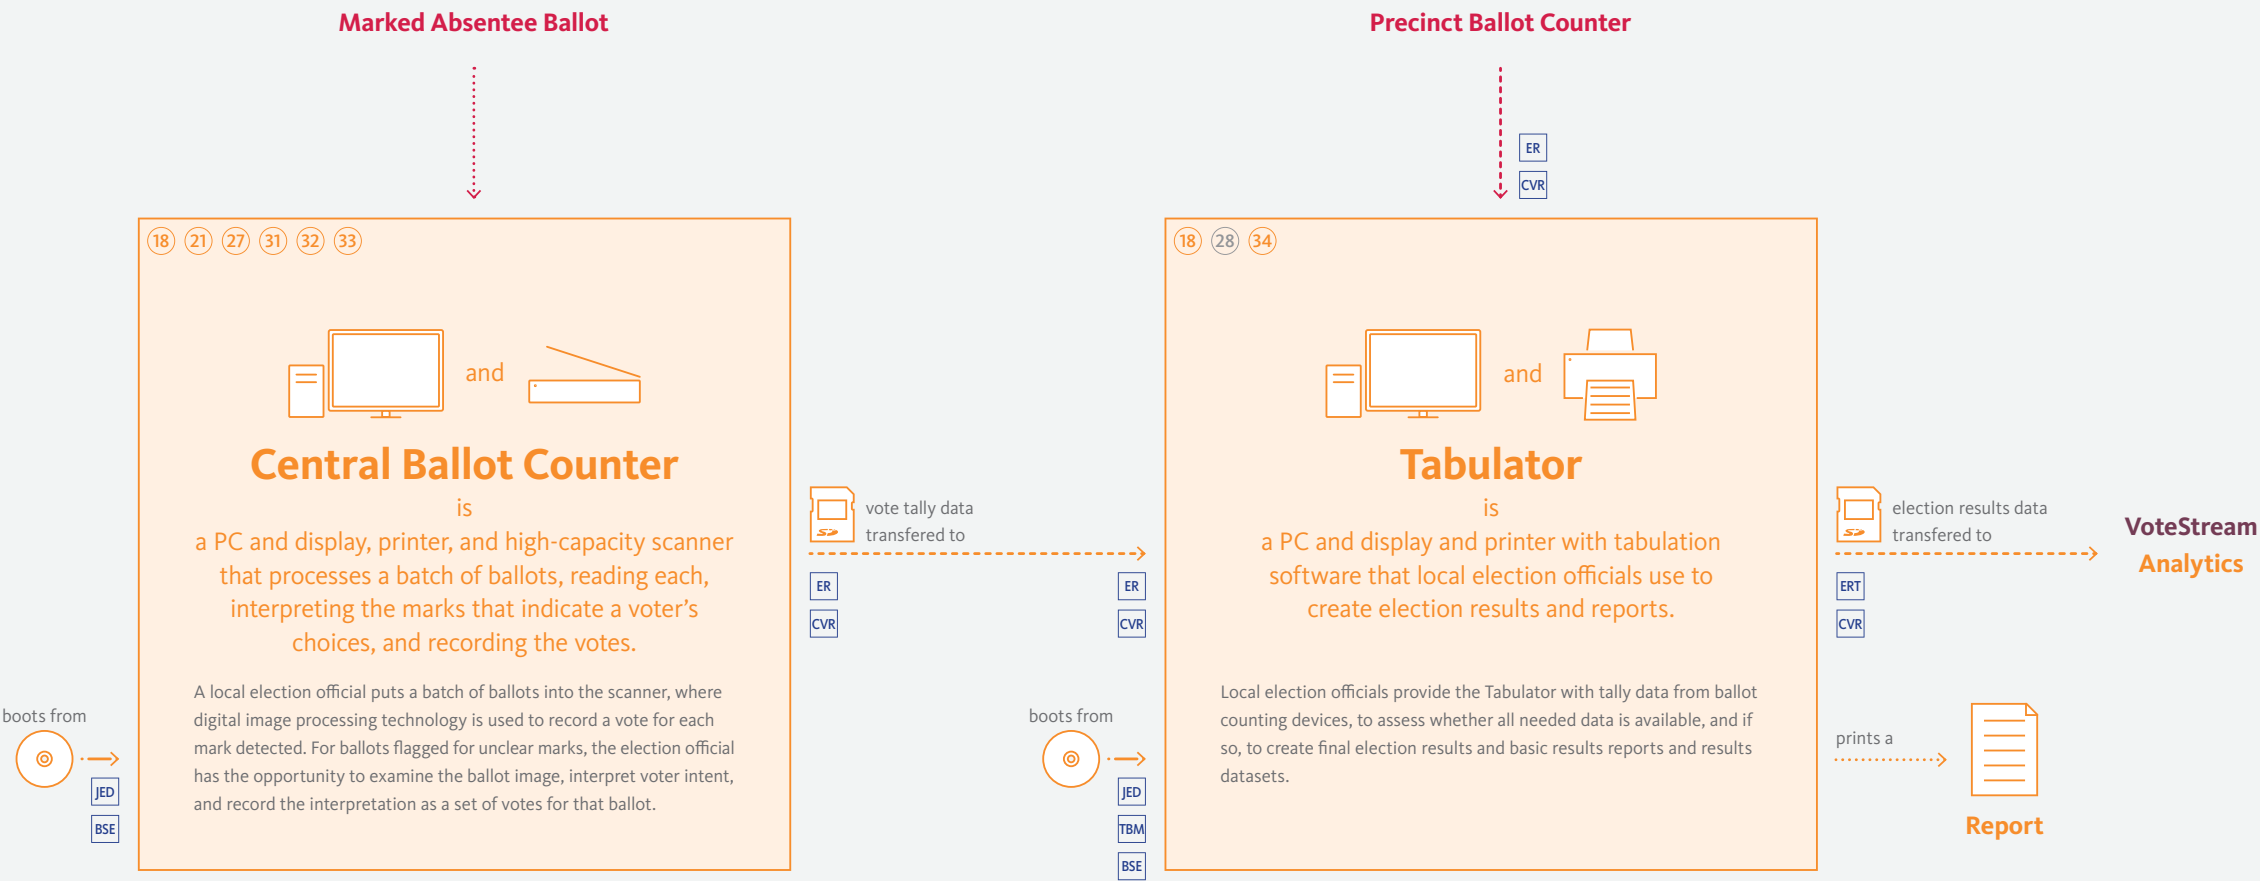 Marked Absentee Ballot
Precinct Ballot Counter
ER
CVR
18 21 27 31 32 33
and
Central Ballot Counter
is
a PC and display, printer, and high-capacity scanner
that processes a batch of ballots, reading each,
interpreting the marks that indicate a voter's
choices, and recording the votes.
A local election official puts a batch of ballots into the scanner, where
digital image processing technology is used to record a vote for each
mark detected. For ballots flagged for unclear marks, the election official
has the opportunity to examine the ballot image, interpret voter intent,
and record the interpretation as a set of votes for that ballot.
boots from
JED
BSE
SD
vote tally data
transfered to
ER
CVR
ER
CVR
18 28 34
and
Tabulator
is
a PC and display and printer with tabulation
software that local election officials use to
create election results and reports.
Local election officials provide the Tabulator with tally data from ballot
counting devices, to assess whether all needed data is available, and if
so, to create final election results and basic results reports and results
datasets.
boots from
JED
TBM
BSE
SD
election results data
transfered to
ERT
CVR
VoteStream
Analytics
prints a
Report